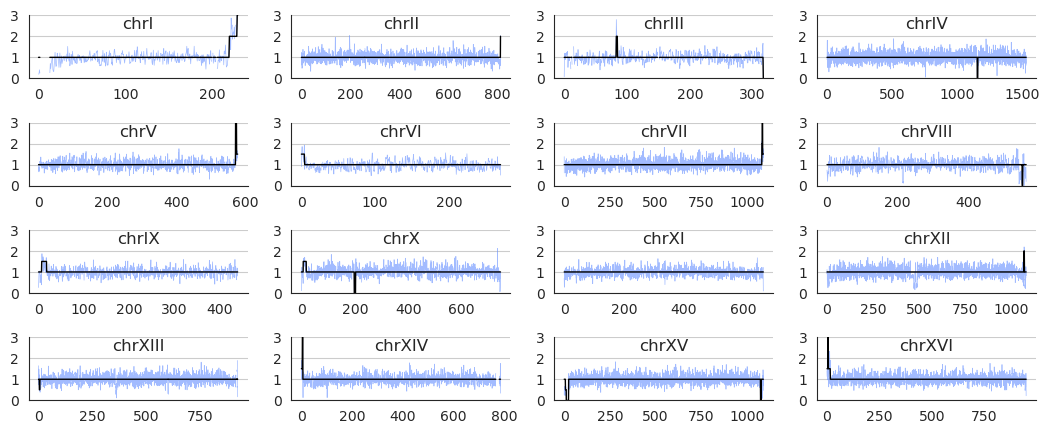 3 chrI 3 chrII 3 chrIII 3 chrIV
2 2 2 2
1 1 1 1
0 0 0 0
0 100 200 0 200 400 600 800 0 100 200 300 0 500 1000 1500
3 chrV 3 chrVI 3 chrVII 3 chrVIII
2 2 2 2
1 1 1 1
0 0 0 0
0 200 400 600 0 100 200 0 250 500 750 1000 0 200 400
3 chrIX 3 chrX 3 chrXI 3 chrXII
2 2 2 2
1 1 1 1
0 0 0 0
0 100 200 300 400 0 200 400 600 0 200 400 600 0 250 500 750 1000
3 chrXIII 3 chrXIV 3 chrXV 3 chrXVI
2 2 2 2
1 1 1 1
0 0 0 0
0 250 500 750 0 200 400 600 800 0 250 500 750 1000 0 250 500 750